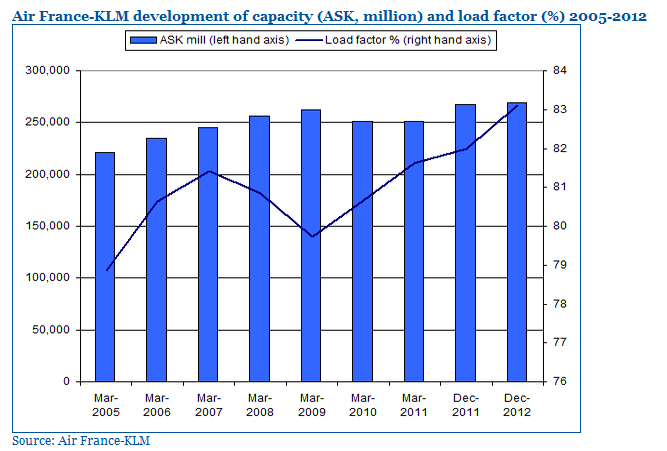 Air France-KLM development of capacity (ASK, million) and load factor (%) 2005-2012
ASK mill (left hand axis) Load factor % (right hand axis)
300,000 84
250,000 83
200,000 82
150,000 81
100,000 80
50,000 79
0 78
77
76
Mar- Mar- Mar- Mar- Mar- Mar- Mar- Dec- Dec-
2005 2006 2007 2008 2009 2010 2011 2011 2012
Source: Air France-KLM